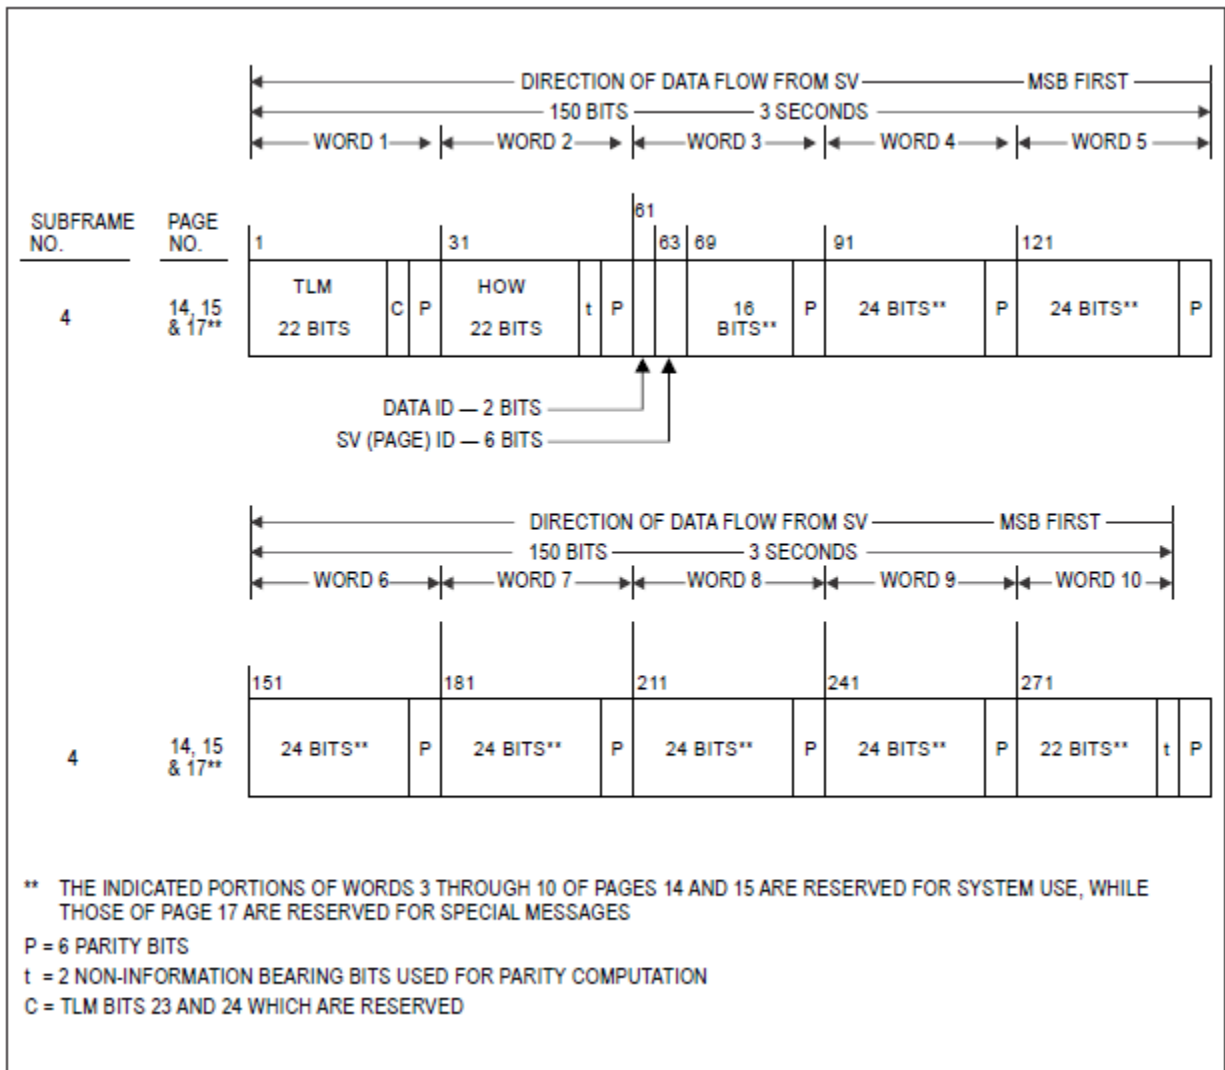 DIRECTION OF DATA FLOW FROM SV MSB FIRST
150 BITS 3 SECONDS
WORD 1 WORD 2 WORD 3 WORD 4 WORD 5
SUBFRAME NO. PAGE NO.
1 31 61 63 69 91 121
4 14, 15 & 17** TLM 22 BITS C P HOW 22 BITS t P 16 BITS** P 24 BITS** P 24 BITS** P
DATA ID — 2 BITS
SV (PAGE) ID — 6 BITS
DIRECTION OF DATA FLOW FROM SV MSB FIRST
150 BITS 3 SECONDS
WORD 6 WORD 7 WORD 8 WORD 9 WORD 10
151 181 211 241 271
4 14, 15 & 17** 24 BITS** P 24 BITS** P 24 BITS** P 24 BITS** P 22 BITS** t P
** THE INDICATED PORTIONS OF WORDS 3 THROUGH 10 OF PAGES 14 AND 15 ARE RESERVED FOR SYSTEM USE, WHILE
THOSE OF PAGE 17 ARE RESERVED FOR SPECIAL MESSAGES
P = 6 PARITY BITS
t = 2 NON-INFORMATION BEARING BITS USED FOR PARITY COMPUTATION
C = TLM BITS 23 AND 24 WHICH ARE RESERVED